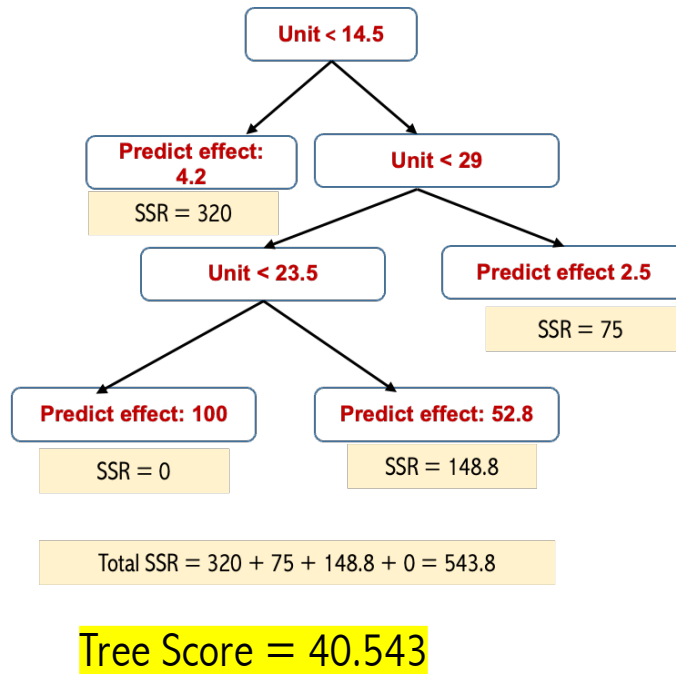 Unit < 14.5
Predict effect:
4.2
Unit < 29
SSR = 320
Unit < 23.5
Predict effect 2.5
SSR = 75
Predict effect: 100
Predict effect: 52.8
SSR = 0
SSR = 148.8
Total SSR = 320 + 75 + 148.8 + 0 = 543.8
Tree Score = 40.543